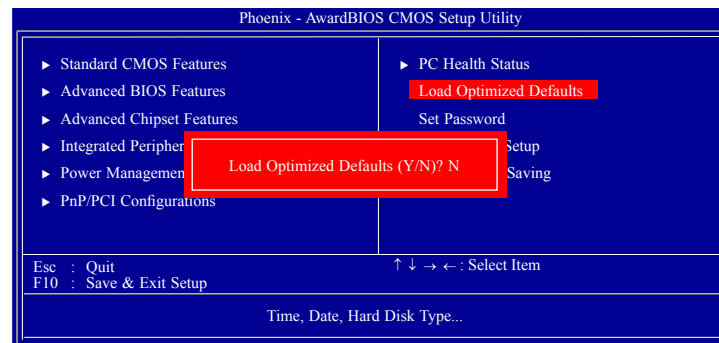 Phoenix - AwardBIOS CMOS Setup Utility
Standard CMOS Features
Advanced BIOS Features
Advanced Chipset Features
Integrated Peripher
Power Managemen
PnP/PCI Configurations
PC Health Status
Load Optimized Defaults
Set Password
Setup
Saving
Load Optimized Defaults (Y/N)? N
Esc : Quit
F10 : Save & Exit Setup
↑ ↓ → ← : Select Item
Time, Date, Hard Disk Type...